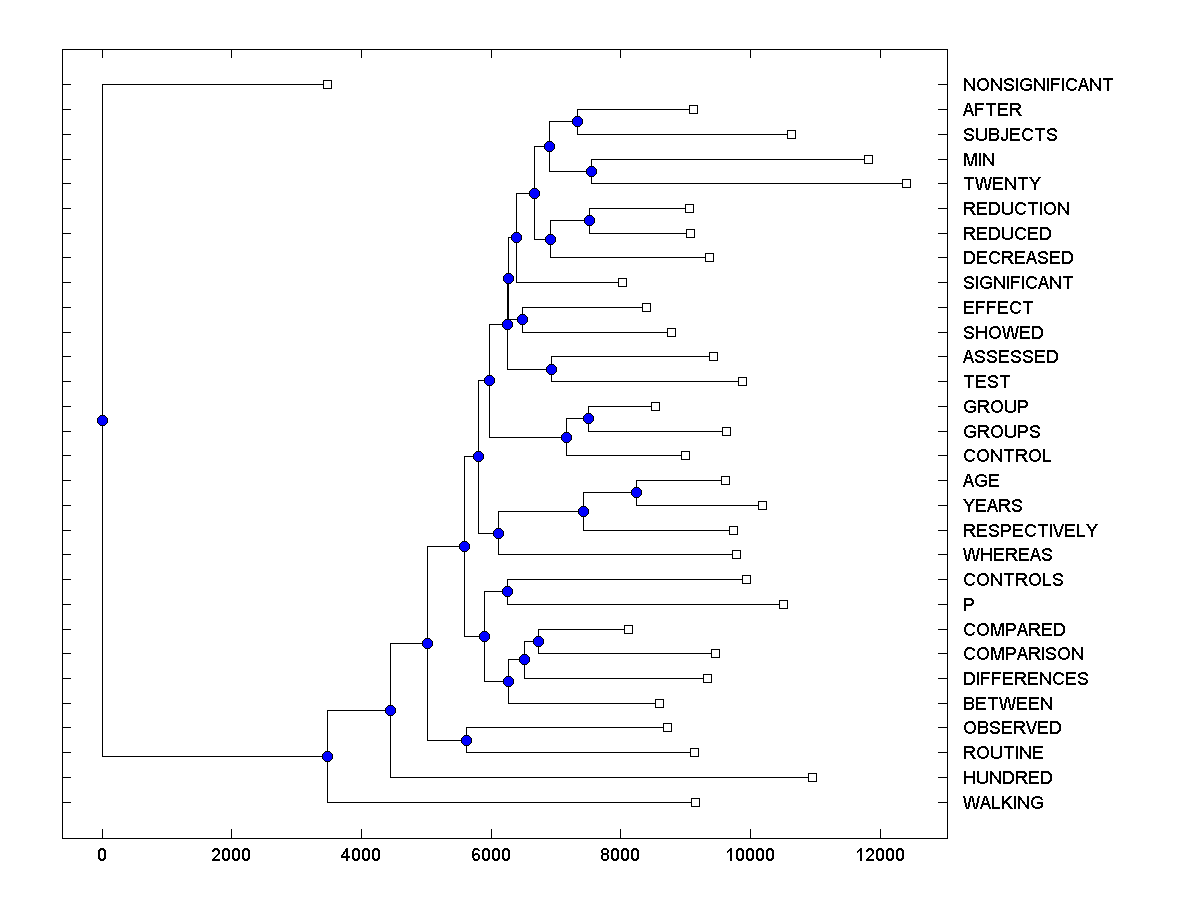 NONSIGNIFICANT
AFTER
SUBJECTS
MIN
TWENTY
REDUCTION
REDUCED
DECREASED
SIGNIFICANT
EFFECT
SHOWED
ASSESSED
TEST
GROUP
GROUPS
CONTROL
AGE
YEARS
RESPECTIVELY
WHEREAS
CONTROLS
P
COMPARED
COMPARISON
DIFFERENCES
BETWEEN
OBSERVED
ROUTINE
HUNDRED
WALKING
0 2000 4000 6000 8000 10000 12000